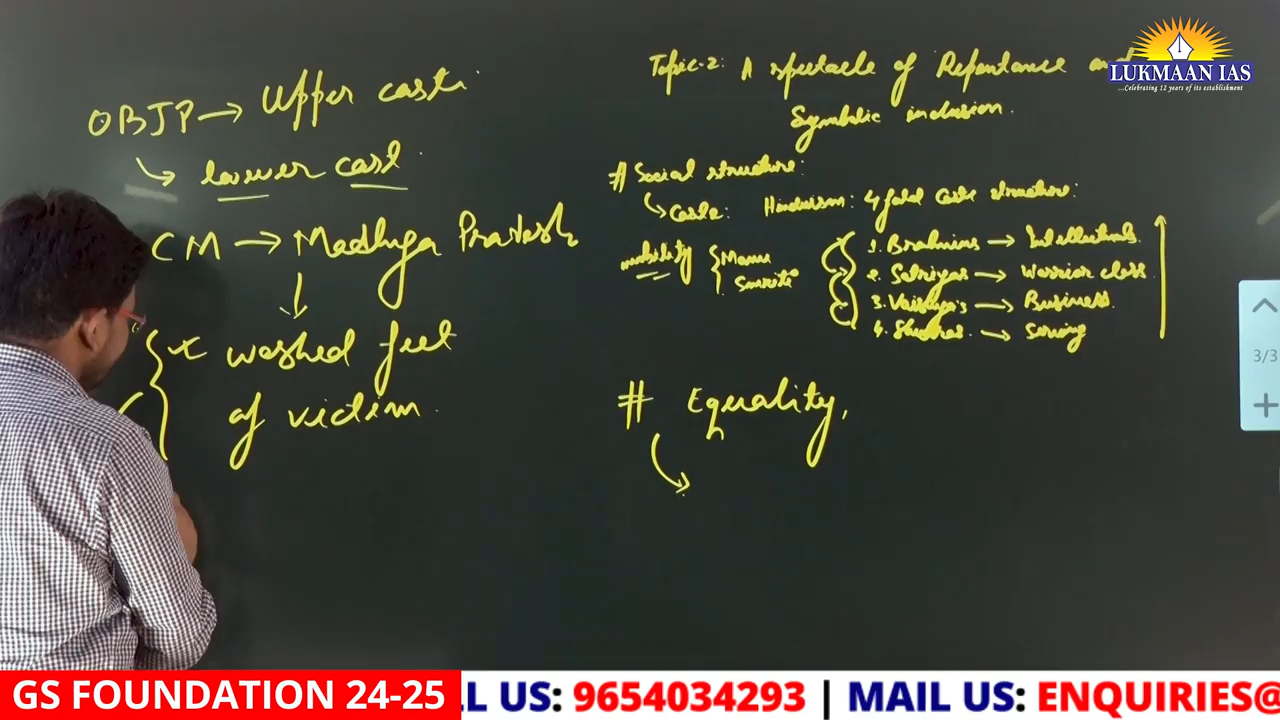 OBJP → Upper caste
↳ lower cast
CM → Madhya Pradesh
↓
washed feet
of victim.
Topic-2: A spectacle of Repentance and
Symbolic inclusion.
# Social structure:
↳ Caste: Hinduism: 4 fold caste structure:
mobility { Manu
Smriti
1. Brahmins → Intellectuals.
2. Satriyas → Warrior class
3. Vaishya's → Business.
4. Shudras. → Serving
# Equality,
LUKMAAN IAS
...Celebrating 12 years of its establishment
3/3
GS FOUNDATION 24-25 LL US: 9654034293 | MAIL US: ENQUIRIES@